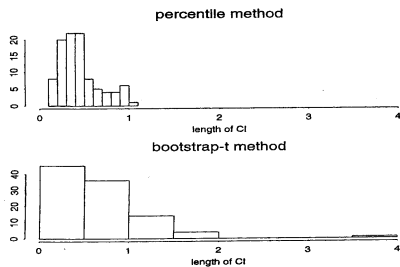 percentile method
0 5 10 15 20
0 1 2 3 4
length of CI
bootstrap-t method
0 10 20 30 40
0 1 2 3 4
length of CI